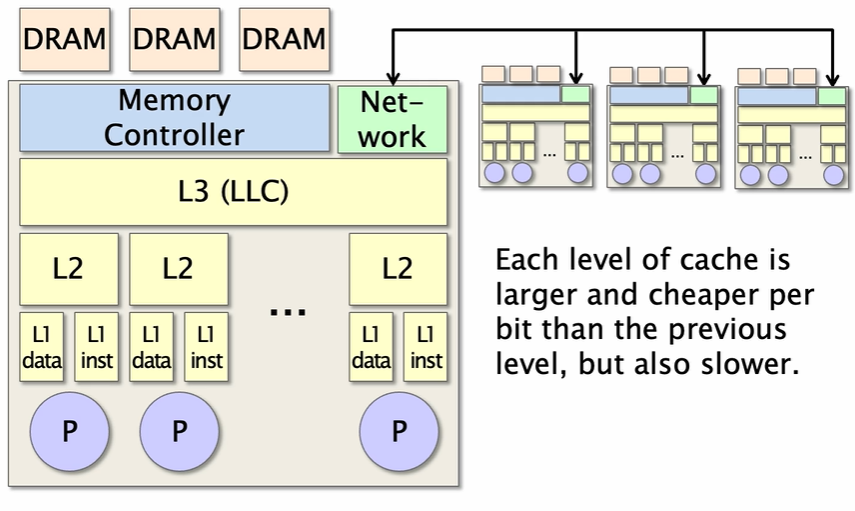 DRAM DRAM DRAM
Memory
Controller
Net-
work
L3 (LLC)
L2 L2 ... L2
L1
data
L1
inst
L1
data
L1
inst
L1
data
L1
inst
P P P
...
...
...
Each level of cache is
larger and cheaper per
bit than the previous
level, but also slower.